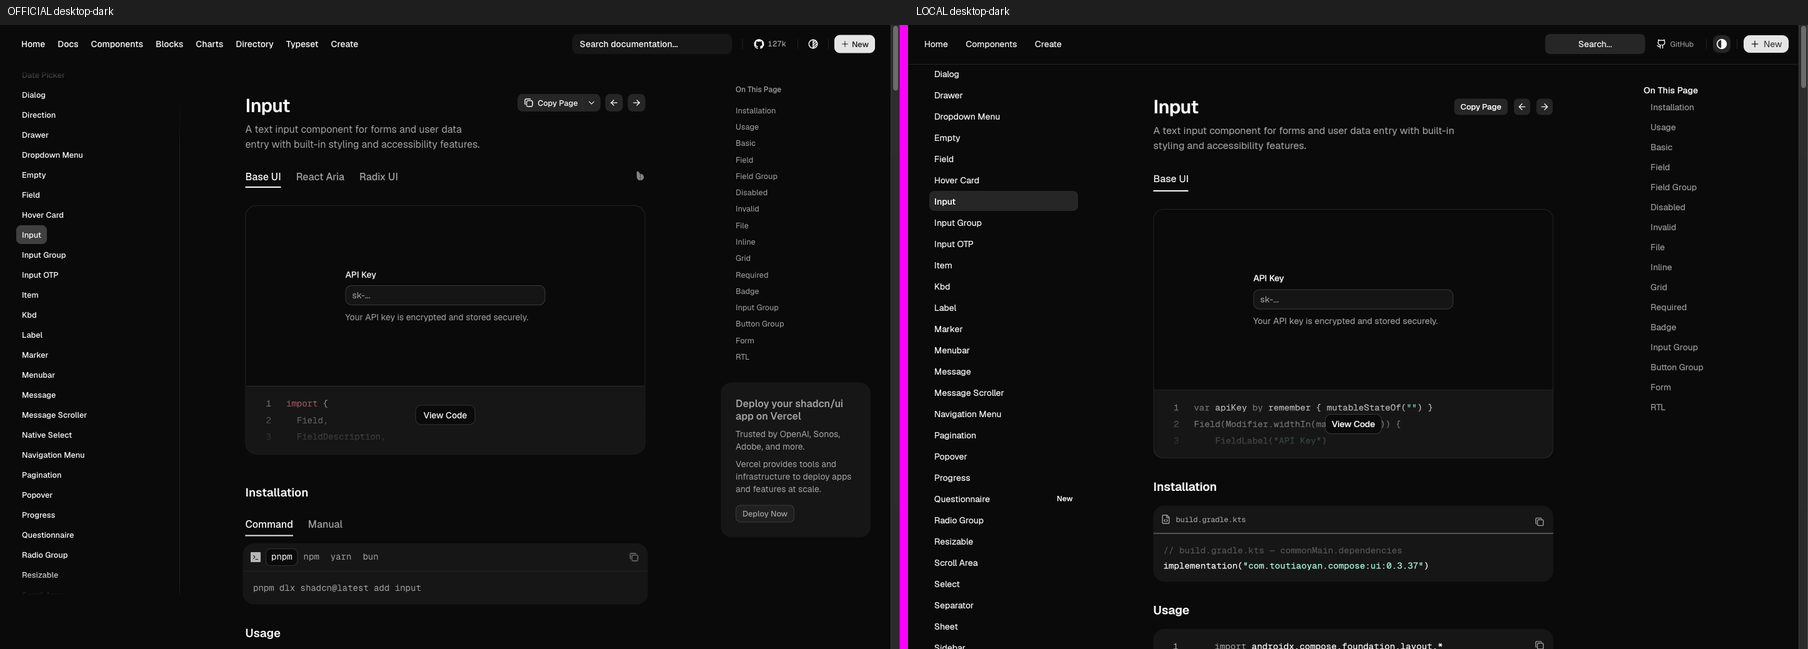 OFFICIAL desktop-dark
Home Docs Components Blocks Charts Directory Typeset Create
Search documentation...
127k
+ New
Date Picker
Dialog
Direction
Drawer
Dropdown Menu
Empty
Field
Hover Card
Input
Input Group
Input OTP
Item
Kbd
Label
Marker
Menubar
Message
Message Scroller
Native Select
Navigation Menu
Pagination
Popover
Progress
Questionnaire
Radio Group
Resizable
Input
Copy Page
A text input component for forms and user data
entry with built-in styling and accessibility features.
Base UI React Aria Radix UI
API Key
sk-...
Your API key is encrypted and stored securely.
1 import {
2 Field,
3 FieldDescription,
View Code
Installation
Command Manual
pnpm npm yarn bun
pnpm dlx shadcn@latest add input
Usage
On This Page
Installation
Usage
Basic
Field
Field Group
Disabled
Invalid
File
Inline
Grid
Required
Badge
Input Group
Button Group
Form
RTL
Deploy your shadcn/ui
app on Vercel
Trusted by OpenAI, Sonos,
Adobe, and more.
Vercel provides tools and
infrastructure to deploy apps
and features at scale.
Deploy Now
LOCAL desktop-dark
Home Components Create
Search...
GitHub
+ New
Dialog
Drawer
Dropdown Menu
Empty
Field
Hover Card
Input
Input Group
Input OTP
Item
Kbd
Label
Marker
Menubar
Message
Message Scroller
Navigation Menu
Pagination
Popover
Progress
Questionnaire New
Radio Group
Resizable
Scroll Area
Select
Separator
Sheet
Sidebar
Input
Copy Page
A text input component for forms and user data entry with built-in
styling and accessibility features.
Base UI
API Key
sk-...
Your API key is encrypted and stored securely.
1 var apiKey by remember { mutableStateOf("") }
2 Field(Modifier.widthIn(ma )) {
3 FieldLabel("API Key")
View Code
Installation
build.gradle.kts
// build.gradle.kts — commonMain.dependencies
implementation("com.toutiaoyan.compose:ui:0.3.37")
Usage
1 import androidx.compose.foundation.layout.*
On This Page
Installation
Usage
Basic
Field
Field Group
Disabled
Invalid
File
Inline
Grid
Required
Badge
Input Group
Button Group
Form
RTL